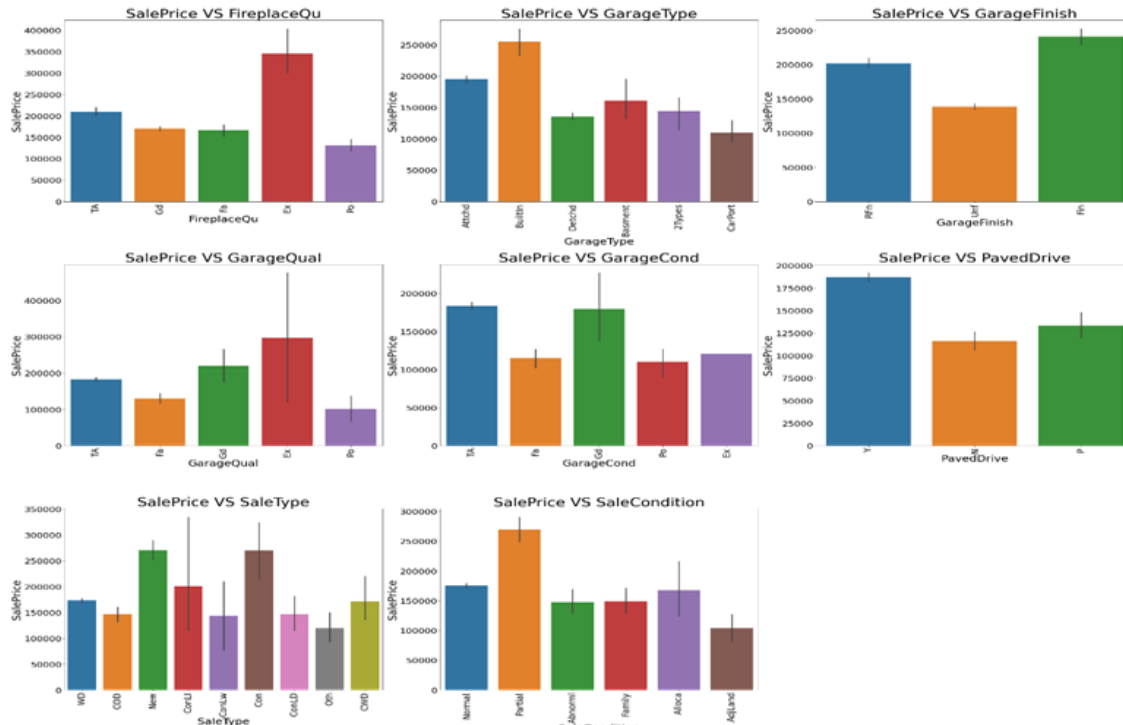 SalePrice VS FireplaceQu
SalePrice
400000
350000
300000
250000
200000
150000
100000
50000
0
TA Gd Fa Ex Po
FireplaceQu
SalePrice VS GarageType
SalePrice
250000
200000
150000
100000
50000
0
Attchd BuiltIn Detchd Basment 2Types CarPort
GarageType
SalePrice VS GarageFinish
SalePrice
250000
200000
150000
100000
50000
0
RFn Unf Fin
GarageFinish
SalePrice VS GarageQual
SalePrice
400000
300000
200000
100000
0
TA Fa Gd Ex Po
GarageQual
SalePrice VS GarageCond
SalePrice
200000
150000
100000
50000
0
TA Fa Gd Po Ex
GarageCond
SalePrice VS PavedDrive
SalePrice
200000
175000
150000
125000
100000
75000
50000
25000
0
Y N P
PavedDrive
SalePrice VS SaleType
SalePrice
350000
300000
250000
200000
150000
100000
50000
0
WD COD New ConLI ConLw Con ConLD Oth CWD
SaleType
SalePrice VS SaleCondition
SalePrice
300000
250000
200000
150000
100000
50000
0
Normal Partial Abnorml Family Alloca AdjLand